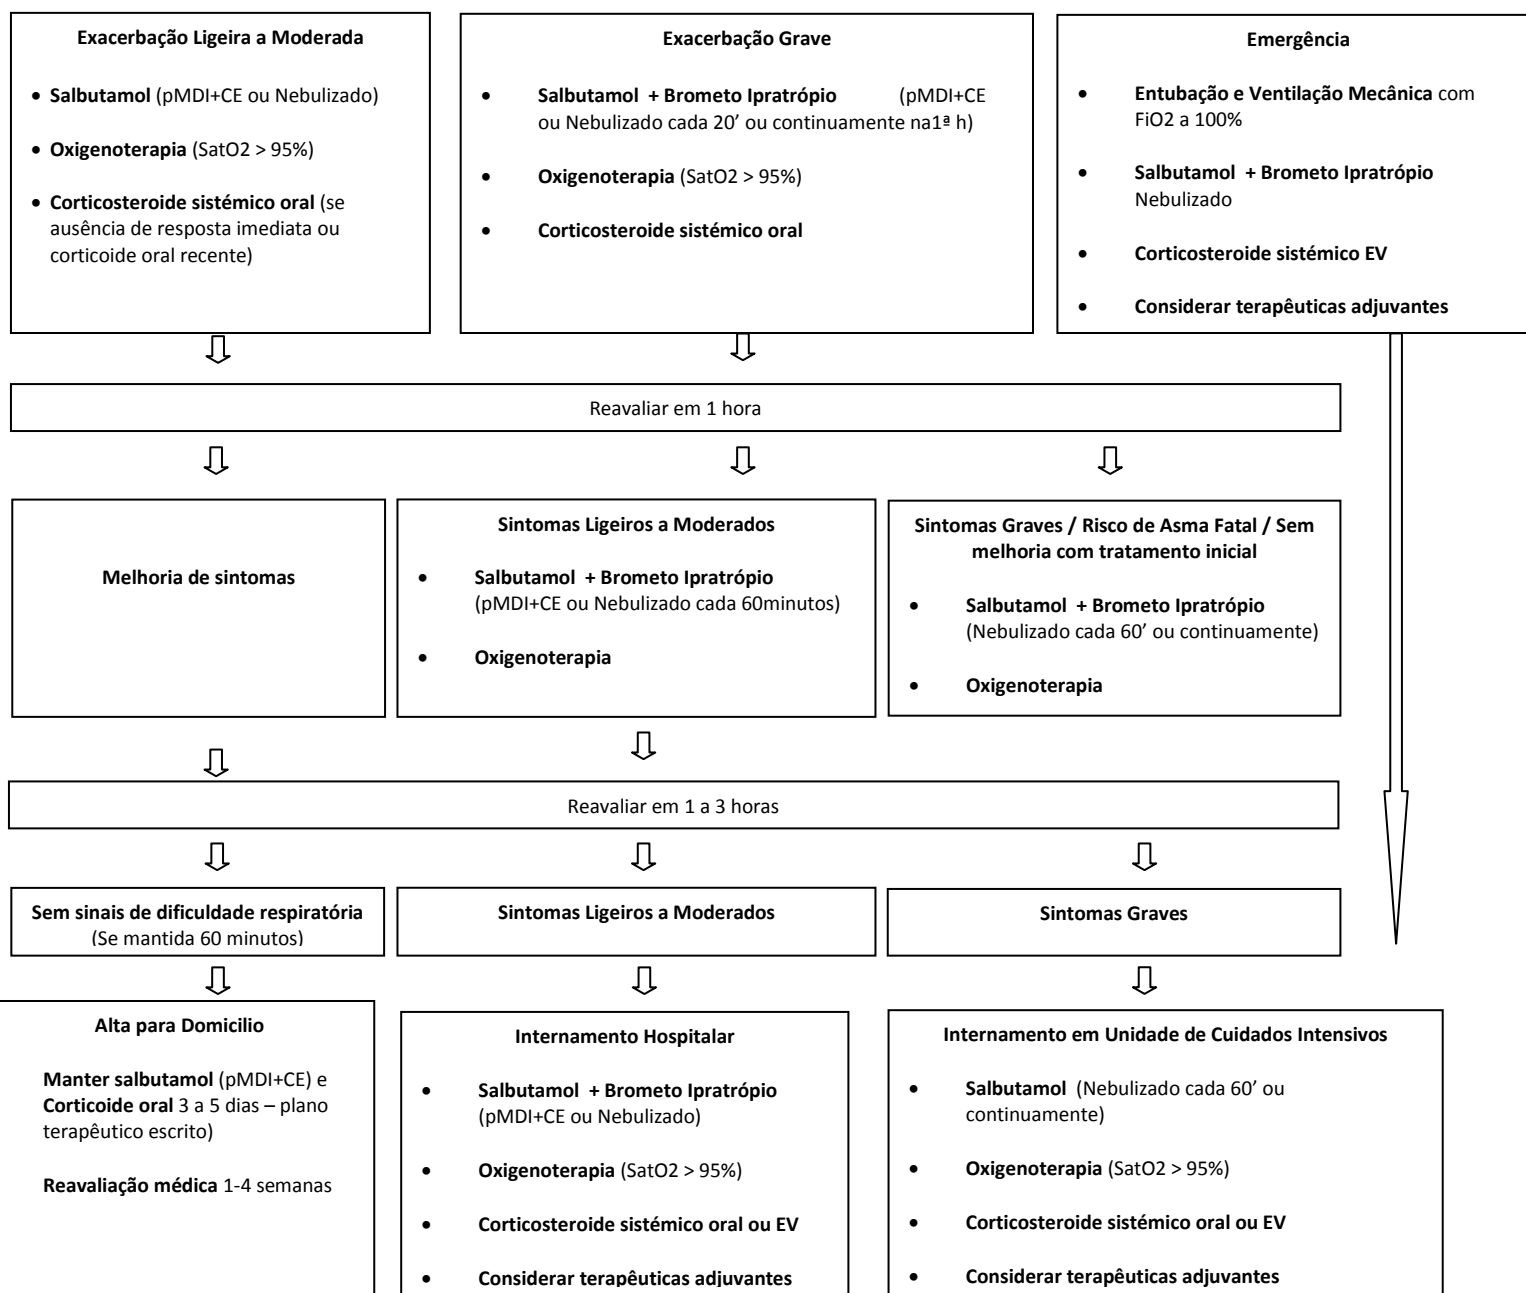 Exacerbação Ligeira a Moderada
• Salbutamol (pMDI+CE ou Nebulizado)
• Oxigenoterapia (SatO2 > 95%)
• Corticosteroide sistémico oral (se
ausência de resposta imediata ou
corticoide oral recente)
Exacerbação Grave
• Salbutamol + Brometo Ipratrópio (pMDI+CE
ou Nebulizado cada 20’ ou continuamente na1ª h)
• Oxigenoterapia (SatO2 > 95%)
• Corticosteroide sistémico oral
Emergência
• Entubação e Ventilação Mecânica com
FiO2 a 100%
• Salbutamol + Brometo Ipratrópio
Nebulizado
• Corticosteroide sistémico EV
• Considerar terapêuticas adjuvantes
Reavaliar em 1 hora
Melhoria de sintomas
Sintomas Ligeiros a Moderados
• Salbutamol + Brometo Ipratrópio
(pMDI+CE ou Nebulizado cada 60minutos)
• Oxigenoterapia
Sintomas Graves / Risco de Asma Fatal / Sem
melhoria com tratamento inicial
• Salbutamol + Brometo Ipratrópio
(Nebulizado cada 60’ ou continuamente)
• Oxigenoterapia
Reavaliar em 1 a 3 horas
Sem sinais de dificuldade respiratória
(Se mantida 60 minutos)
Sintomas Ligeiros a Moderados
Sintomas Graves
Alta para Domicilio
Manter salbutamol (pMDI+CE) e
Corticoide oral 3 a 5 dias – plano
terapêutico escrito)
Reavaliação médica 1-4 semanas
Internamento Hospitalar
• Salbutamol + Brometo Ipratrópio
(pMDI+CE ou Nebulizado)
• Oxigenoterapia (SatO2 > 95%)
• Corticosteroide sistémico oral ou EV
• Considerar terapêuticas adjuvantes
Internamento em Unidade de Cuidados Intensivos
• Salbutamol (Nebulizado cada 60’ ou
continuamente)
• Oxigenoterapia (SatO2 > 95%)
• Corticosteroide sistémico oral ou EV
• Considerar terapêuticas adjuvantes